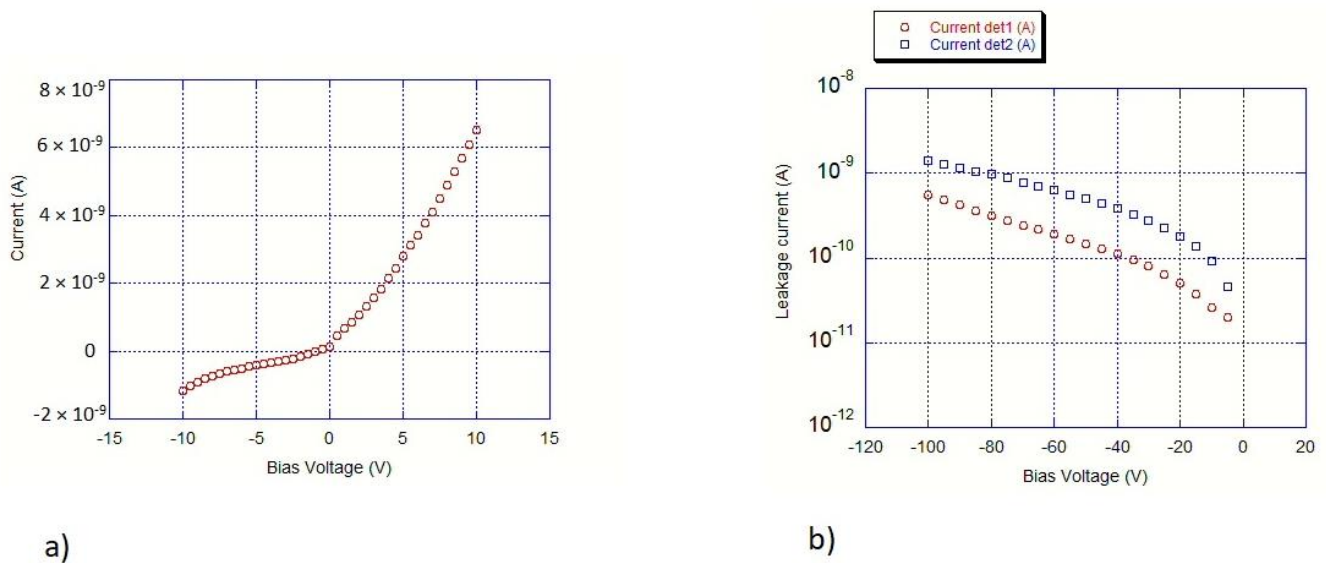 8 × 10⁻⁹
6 × 10⁻⁹
4 × 10⁻⁹
2 × 10⁻⁹
0
-2 × 10⁻⁹
Current (A)
-15 -10 -5 0 5 10 15
Bias Voltage (V)
a)
Current det1 (A)
Current det2 (A)
10⁻⁸
10⁻⁹
10⁻¹⁰
10⁻¹¹
10⁻¹²
Leakage current (A)
-120 -100 -80 -60 -40 -20 0 20
Bias Voltage (V)
b)